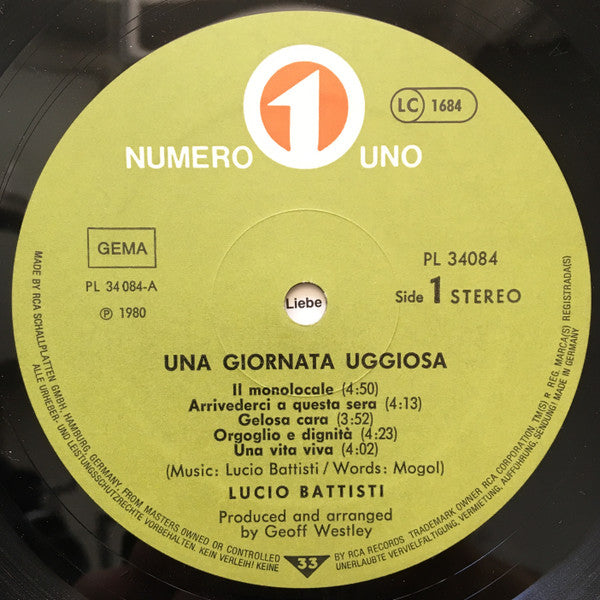 1
NUMERO UNO
LC 1684
GEMA
PL 34 084-A
℗ 1980
PL 34084
Side 1 STEREO
Liebe
UNA GIORNATA UGGIOSA
Il monolocale (4:50)
Arrivederci a questa sera (4:13)
Gelosa cara (3:52)
Orgoglio e dignità (4:23)
Una vita viva (4:02)
(Music: Lucio Battisti / Words: Mogol)
LUCIO BATTISTI
Produced and arranged
by Geoff Westley
33
MADE BY RCA SCHALLPLATTEN GMBH, HAMBURG, GERMANY, FROM MASTERS OWNED OR CONTROLLED BY RCA RECORDS TRADEMARK OWNER RCA CORPORATION, TM(S) R REG. MARCA(S) REGISTRADA(S)
ALLE URHEBER- UND LEISTUNGSSCHUTZRECHTE VORBEHALTEN. KEIN VERLEIH! KEINE UNERLAUBTE VERVIELFÄLTIGUNG, VERMIETUNG, AUFFÜHRUNG, SENDUNG! MADE IN GERMANY